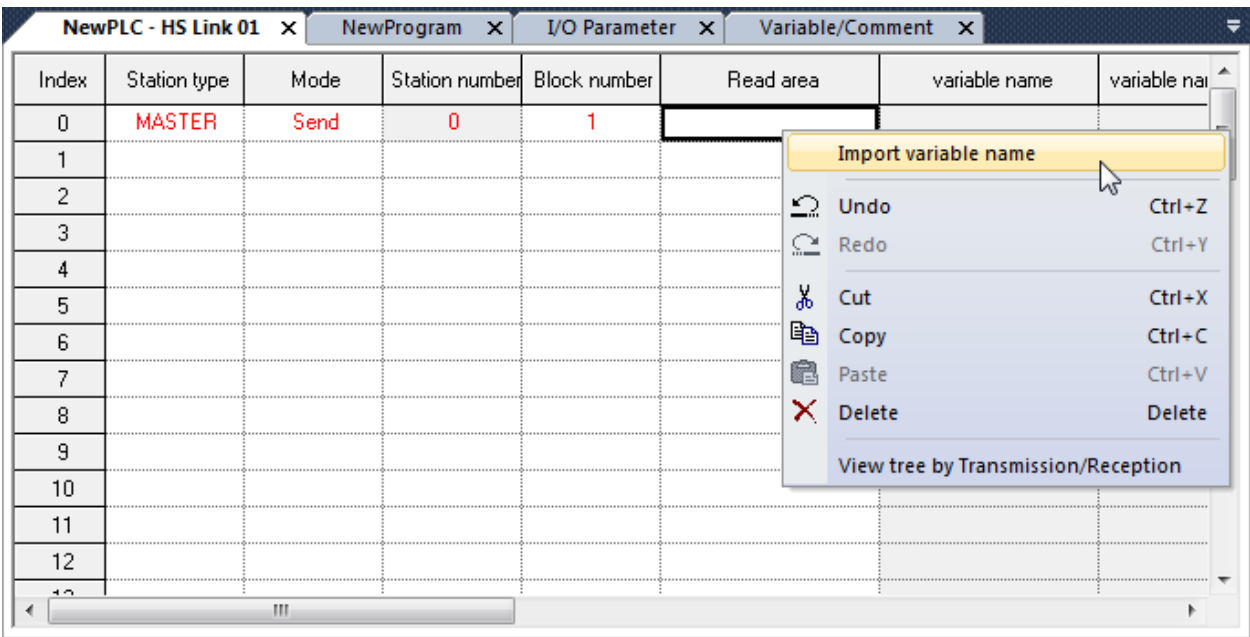 NewPLC - HS Link 01 NewProgram I/O Parameter Variable/Comment
Index Station type Mode Station number Block number Read area variable name variable nar
0 MASTER Send 0 1
Import variable name
1
2 Undo Ctrl+Z
3 Redo Ctrl+Y
4
5 Cut Ctrl+X
6 Copy Ctrl+C
7 Paste Ctrl+V
8 Delete Delete
9
View tree by Transmission/Reception
10
11
12